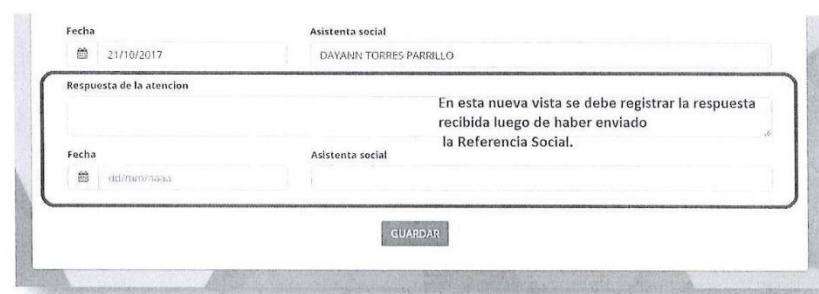 Fecha Asistenta social
21/10/2017 DAYANN TORRES PARRILLO
Respuesta de la atencion
En esta nueva vista se debe registrar la respuesta
recibida luego de haber enviado
la Referencia Social.
Fecha Asistenta social
dd/mm/aaaa
GUARDAR